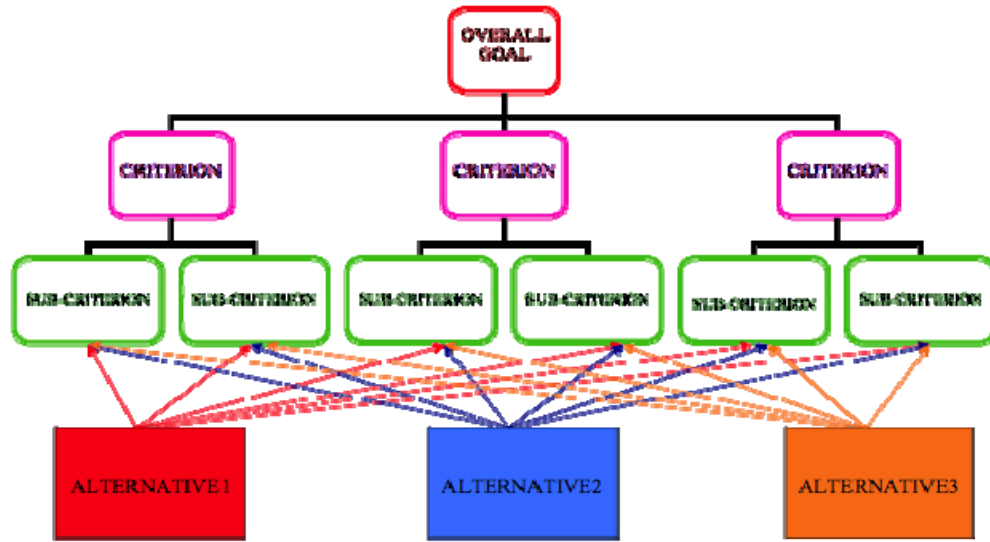 OVERALL
GOAL
CRITERION
CRITERION
CRITERION
SUB-CRITERION
SUB-CRITERION
SUB-CRITERION
SUB-CRITERION
SUB-CRITERION
SUB-CRITERION
ALTERNATIVE1
ALTERNATIVE2
ALTERNATIVE3